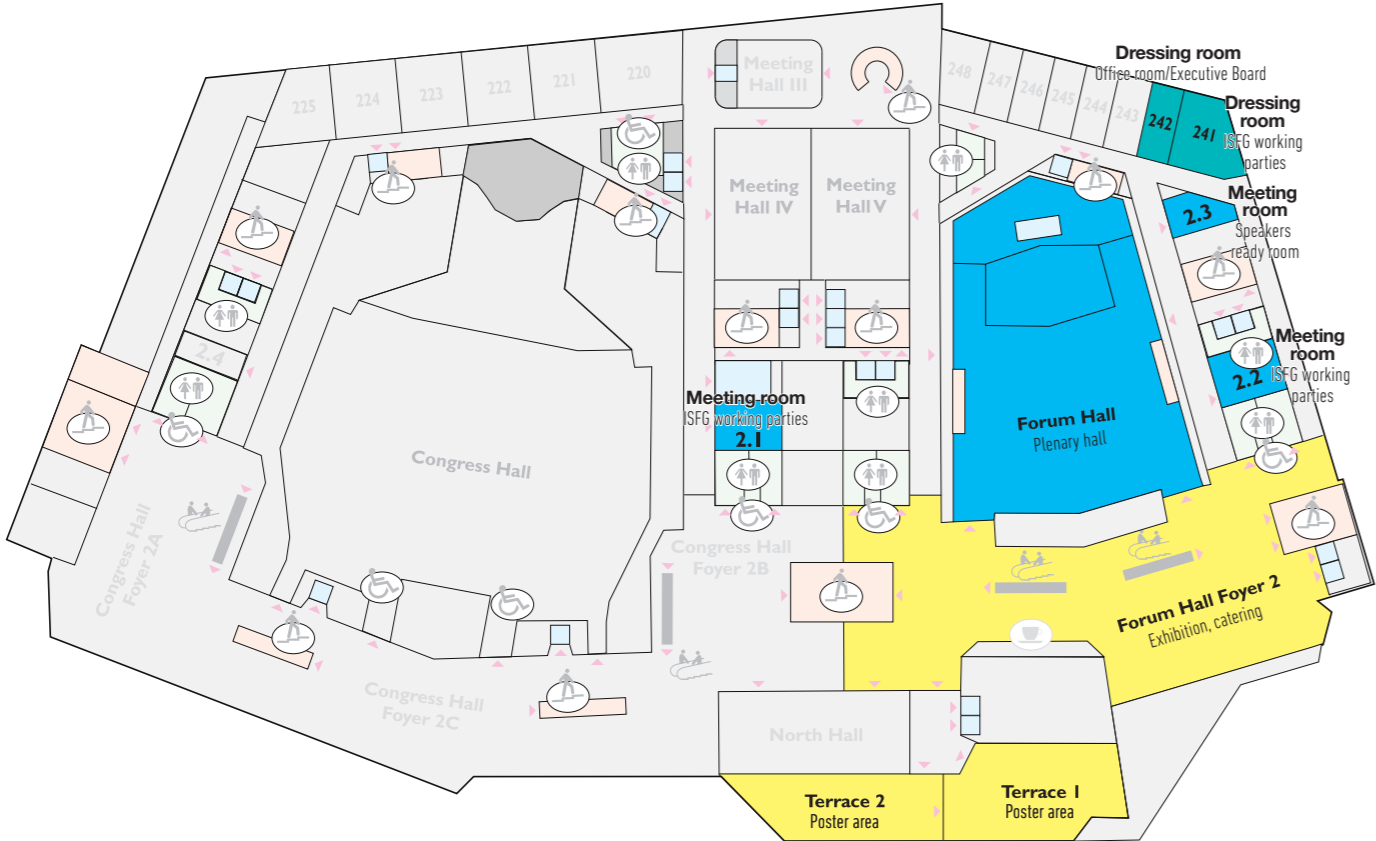 Dressing room
Office room/Executive Board
Dressing
room
ISFG working
parties
225
224
223
222
221
220
Meeting
Hall III
248
247
246
245
244
243
242
241
Meeting
Hall IV
Meeting
Hall V
2.3
Meeting
room
Speakers
ready room
2.4
Meeting room
ISFG working parties
2.1
Meeting
room
ISFG working
parties
2.2
Forum Hall
Plenary hall
Congress Hall
Congress Hall
Foyer 2A
Congress Hall
Foyer 2B
Congress Hall
Foyer 2C
Forum Hall Foyer 2
Exhibition, catering
North Hall
Terrace 2
Poster area
Terrace 1
Poster area